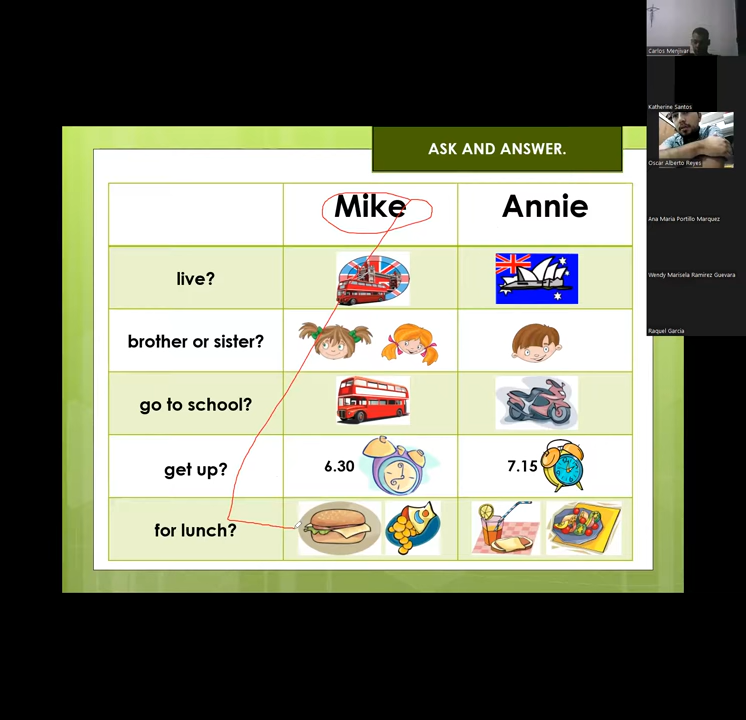 ASK AND ANSWER.
Mike
Annie
live?
brother or sister?
go to school?
get up?
6.30
7.15
for lunch?
Carlos Menjivar
Katherine Santos
Oscar Alberto Reyes
Ana Maria Portillo Marquez
Wendy Marisela Ramirez Guevara
Raquel Garcia